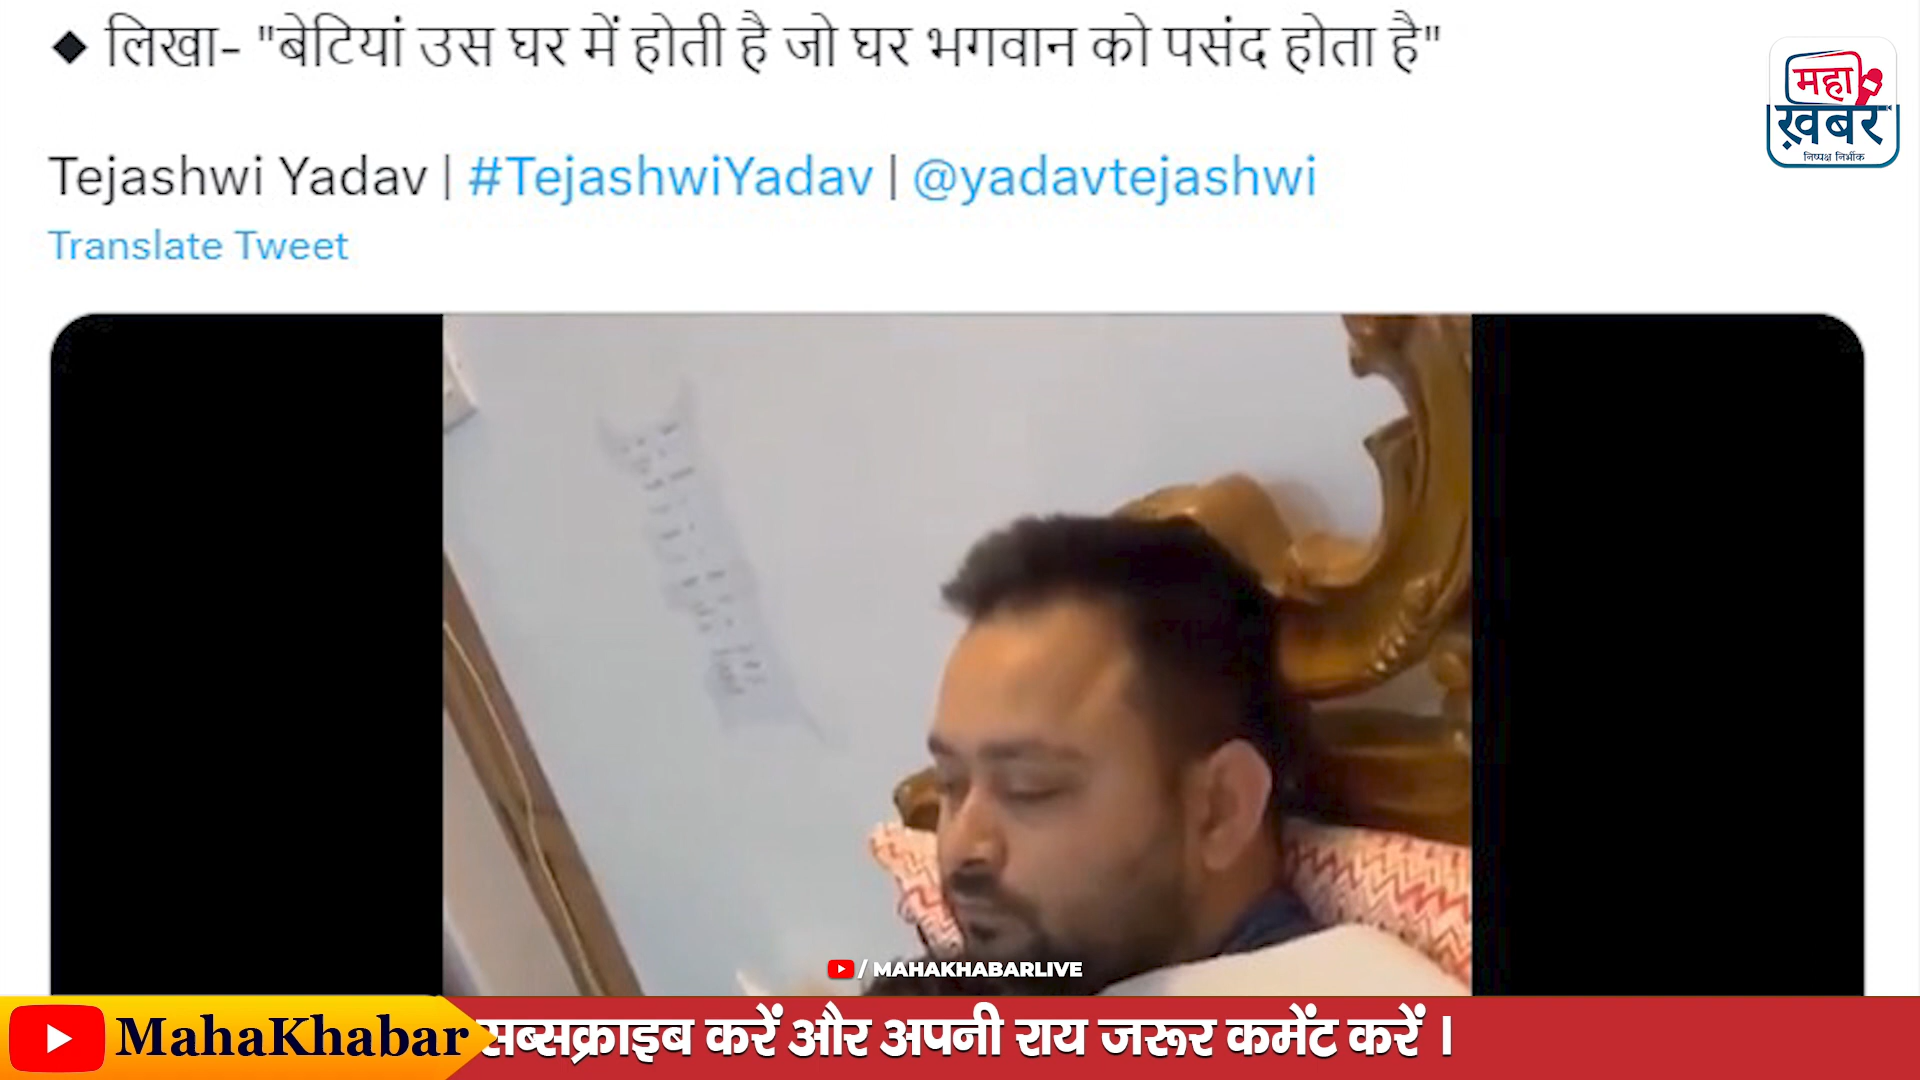 ◆ लिखा- "बेटियां उस घर में होती है जो घर भगवान को पसंद होता है"
महा
ख़बर
निष्पक्ष निर्भीक
Tejashwi Yadav | #TejashwiYadav | @yadavtejashwi
Translate Tweet
/ MAHAKHABARLIVE
MahaKhabar सब्सक्राइब करें और अपनी राय जरूर कमेंट करें ।